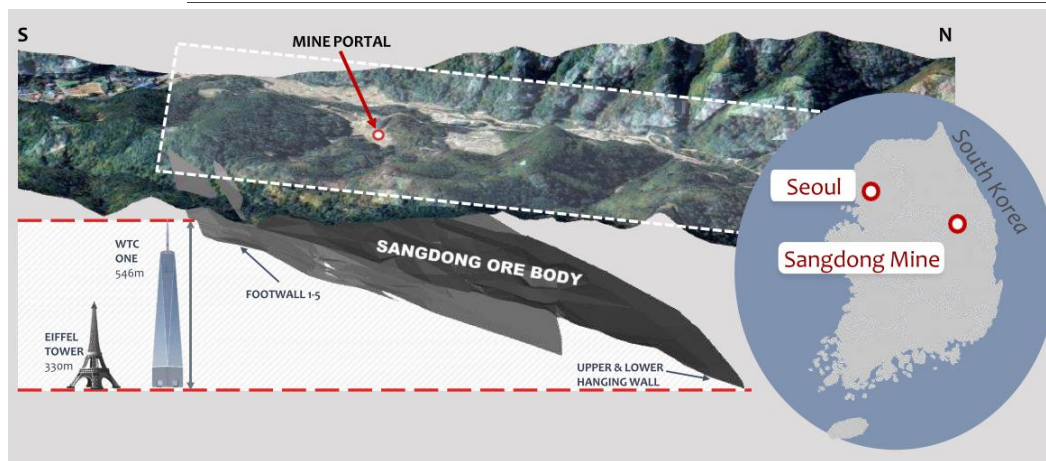 S
N
MINE PORTAL
South Korea
Seoul
Sangdong Mine
SANGDONG ORE BODY
WTC
ONE
546m
FOOTWALL 1-5
EIFFEL
TOWER
330m
UPPER & LOWER
HANGING WALL